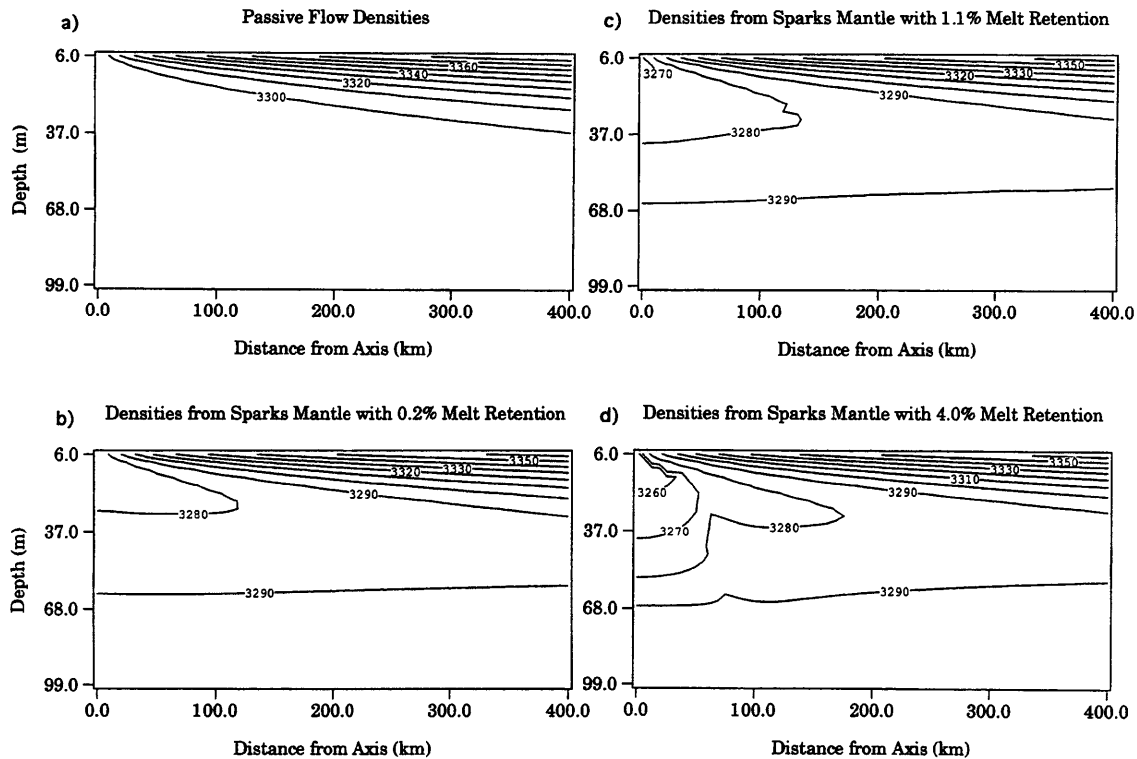 a) Passive Flow Densities
6.0
37.0
68.0
99.0
Depth (m)
3300
3320
3340
3360
0.0 100.0 200.0 300.0 400.0
Distance from Axis (km)
c) Densities from Sparks Mantle with 1.1% Melt Retention
6.0
37.0
68.0
99.0
3270
3280
3290
3290
3320
3330
3350
0.0 100.0 200.0 300.0 400.0
Distance from Axis (km)
b) Densities from Sparks Mantle with 0.2% Melt Retention
6.0
37.0
68.0
99.0
Depth (m)
3280
3290
3290
3320
3330
3350
0.0 100.0 200.0 300.0 400.0
Distance from Axis (km)
d) Densities from Sparks Mantle with 4.0% Melt Retention
6.0
37.0
68.0
99.0
3260
3270
3280
3290
3290
3310
3330
3350
0.0 100.0 200.0 300.0 400.0
Distance from Axis (km)